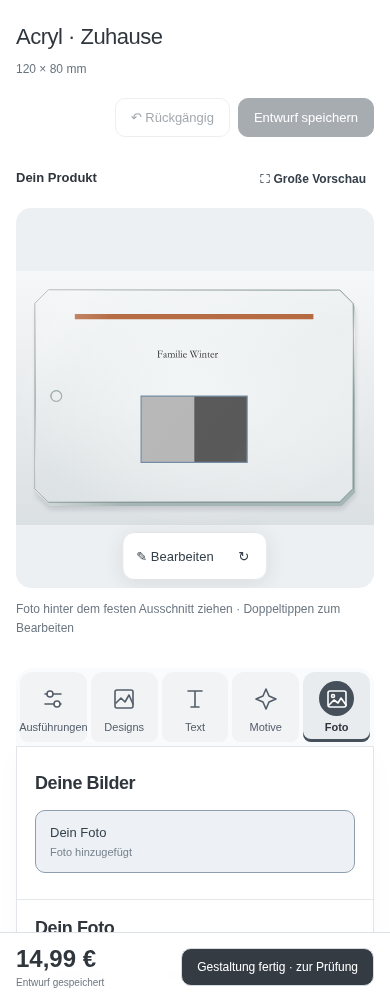 Acryl · Zuhause
120 × 80 mm
↶ Rückgängig
Entwurf speichern
Dein Produkt
⛶ Große Vorschau
Familie Winter
✎ Bearbeiten ↻
Foto hinter dem festen Ausschnitt ziehen · Doppeltippen zum
Bearbeiten
Ausführungen
Designs
Text
Motive
Foto
Deine Bilder
Dein Foto
Foto hinzugefügt
Dein Foto
14,99 €
Entwurf gespeichert
Gestaltung fertig · zur Prüfung